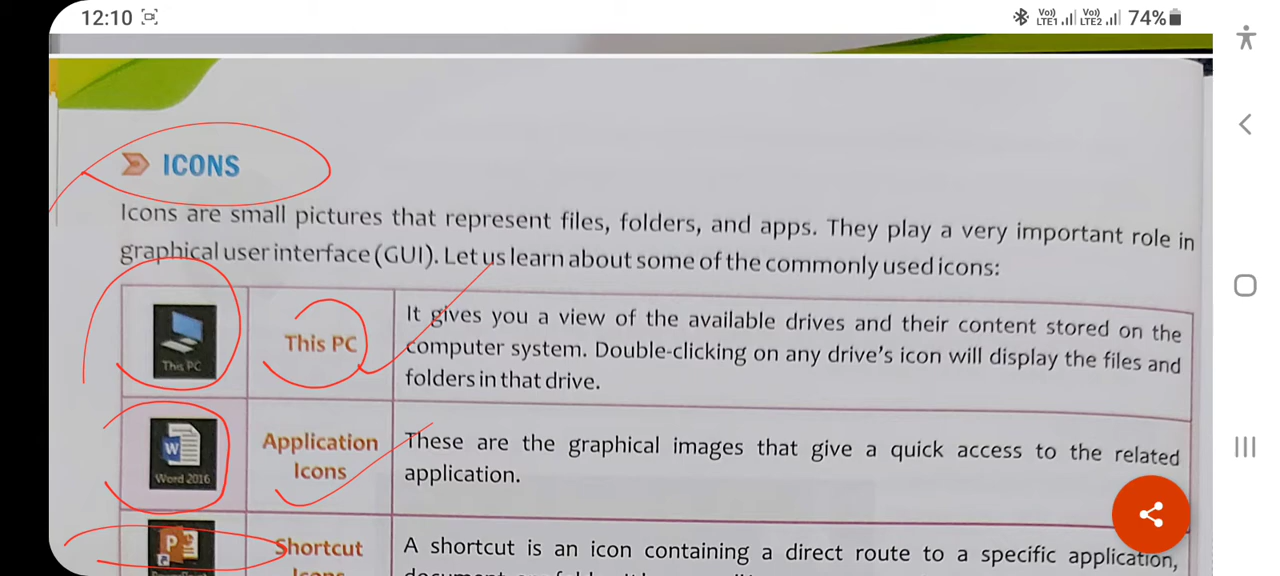 12:10
Vo)) LTE1 Vo)) LTE2 74%
ICONS
Icons are small pictures that represent files, folders, and apps. They play a very important role in
graphical user interface (GUI). Let us learn about some of the commonly used icons:
This PC
This PC
It gives you a view of the available drives and their content stored on the
computer system. Double-clicking on any drive's icon will display the files and
folders in that drive.
Word 2016
Application
Icons
These are the graphical images that give a quick access to the related
application.
Shortcut
Icons
A shortcut is an icon containing a direct route to a specific application,